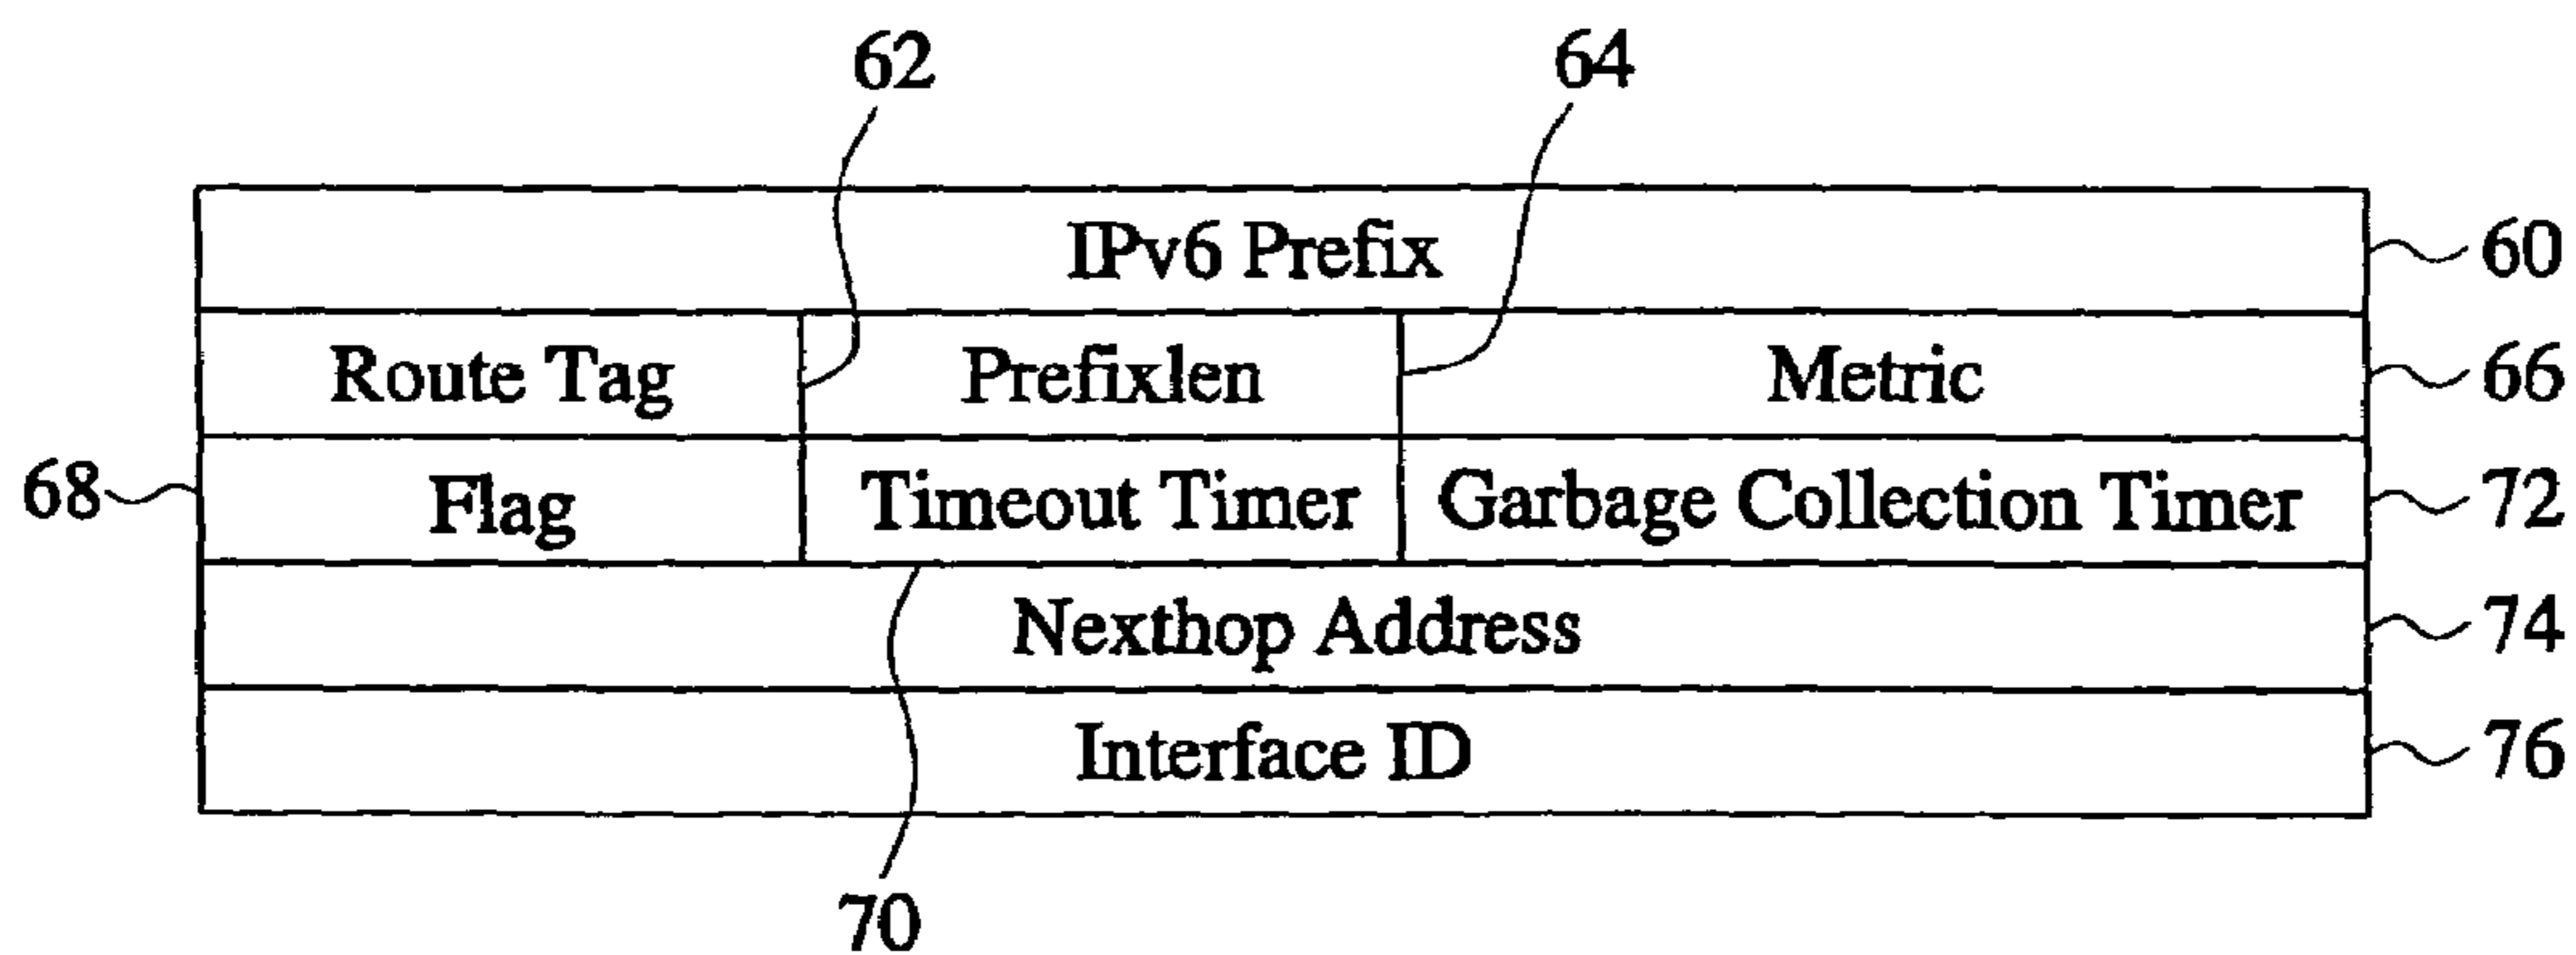 62 64
IPv6 Prefix 60
Route Tag Prefixlen Metric 66
68 Flag Timeout Timer Garbage Collection Timer 72
Nexthop Address 74
Interface ID 76
70